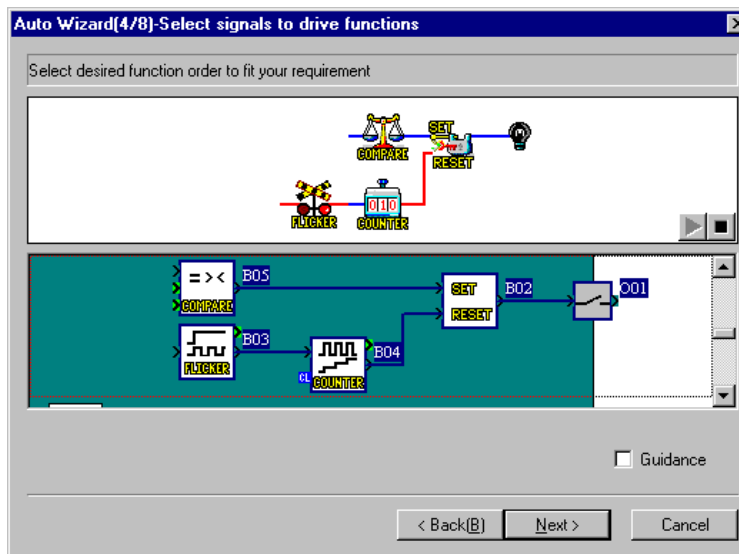 Auto Wizard(4/8)-Select signals to drive functions
Select desired function order to fit your requirement
SET
COMPARE
RESET
010
FLICKER
COUNTER
=><
B05
COMPARE
SET
RESET
B02
O01
B03
FLICKER
B04
CL
COUNTER
Guidance
< Back(B)
Next >
Cancel